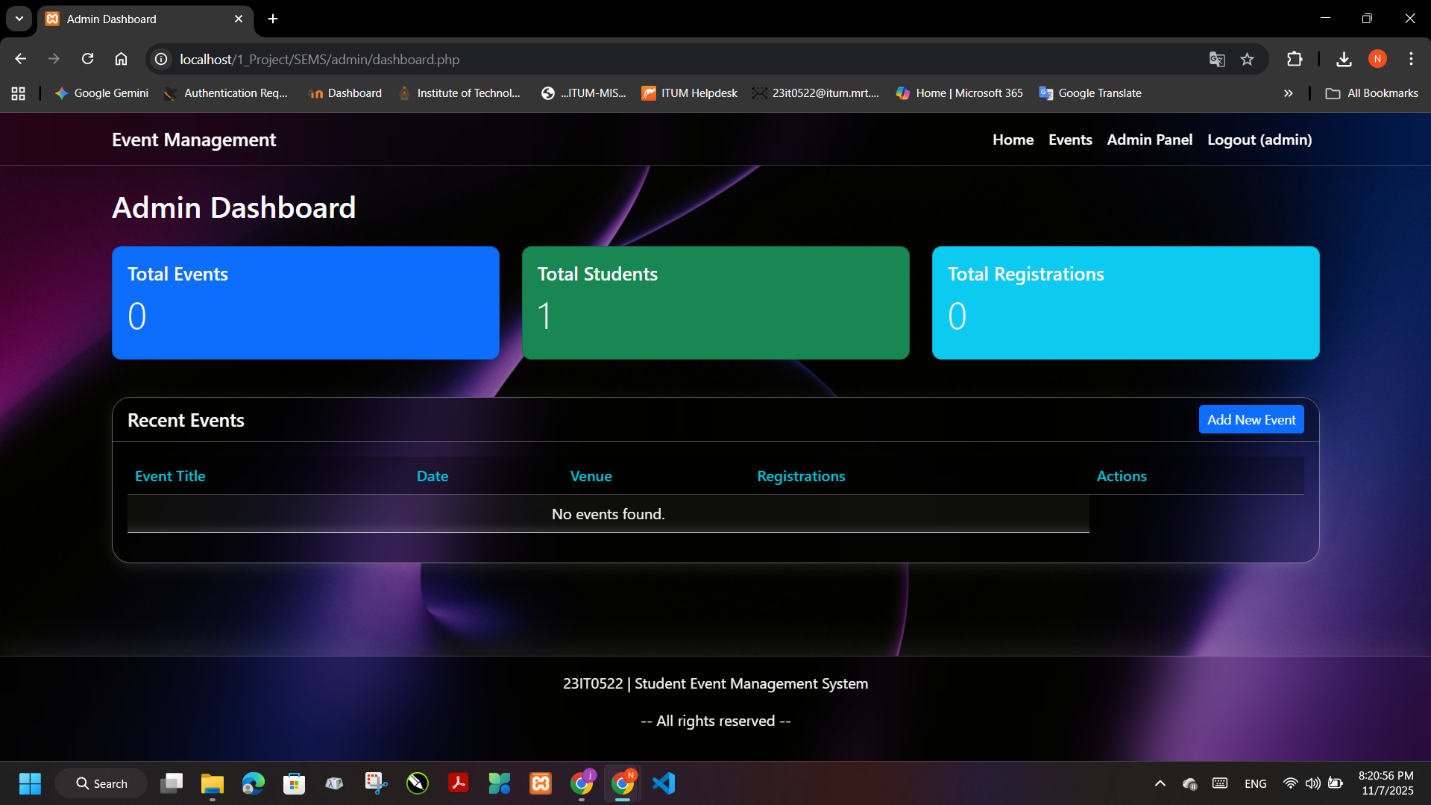 Admin Dashboard
localhost/1_Project/SEMS/admin/dashboard.php
Google Gemini Authentication Req... Dashboard Institute of Technol... ...ITUM-MIS... ITUM Helpdesk 23it0522@itum.mrt.... Home | Microsoft 365 Google Translate » All Bookmarks
N
Event Management Home Events Admin Panel Logout (admin)
Admin Dashboard
Total Events Total Students Total Registrations
0 1 0
Recent Events Add New Event
Event Title Date Venue Registrations Actions
No events found.
23IT0522 | Student Event Management System
-- All rights reserved --
Search ENG 8:20:56 PM
11/7/2025